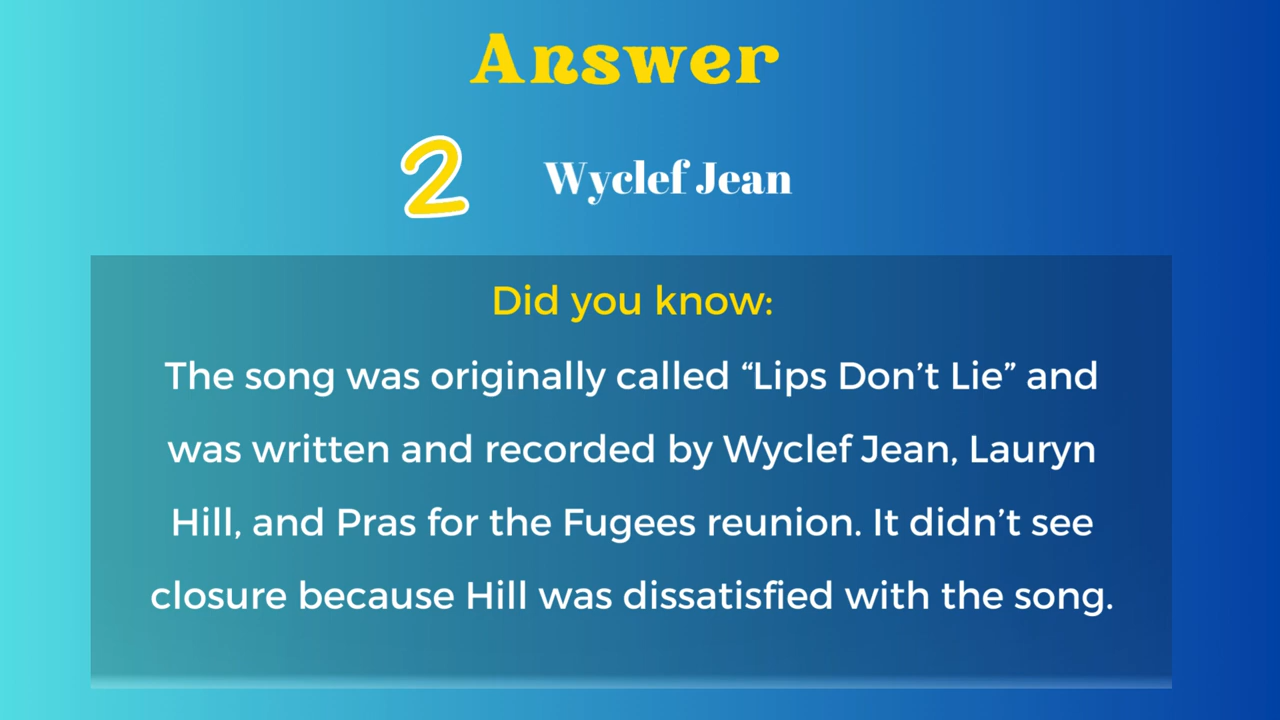 Answer
2 Wyclef Jean
Did you know:
The song was originally called “Lips Don’t Lie” and
was written and recorded by Wyclef Jean, Lauryn
Hill, and Pras for the Fugees reunion. It didn’t see
closure because Hill was dissatisfied with the song.